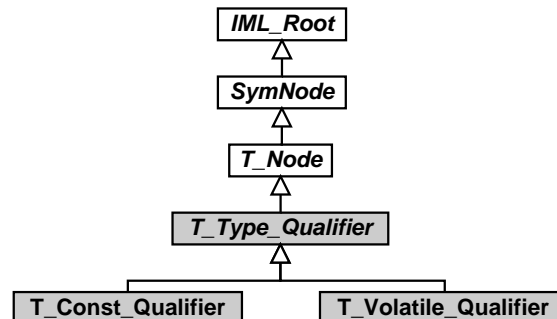 IML_Root
SymNode
T_Node
T_Type_Qualifier
T_Const_Qualifier
T_Volatile_Qualifier